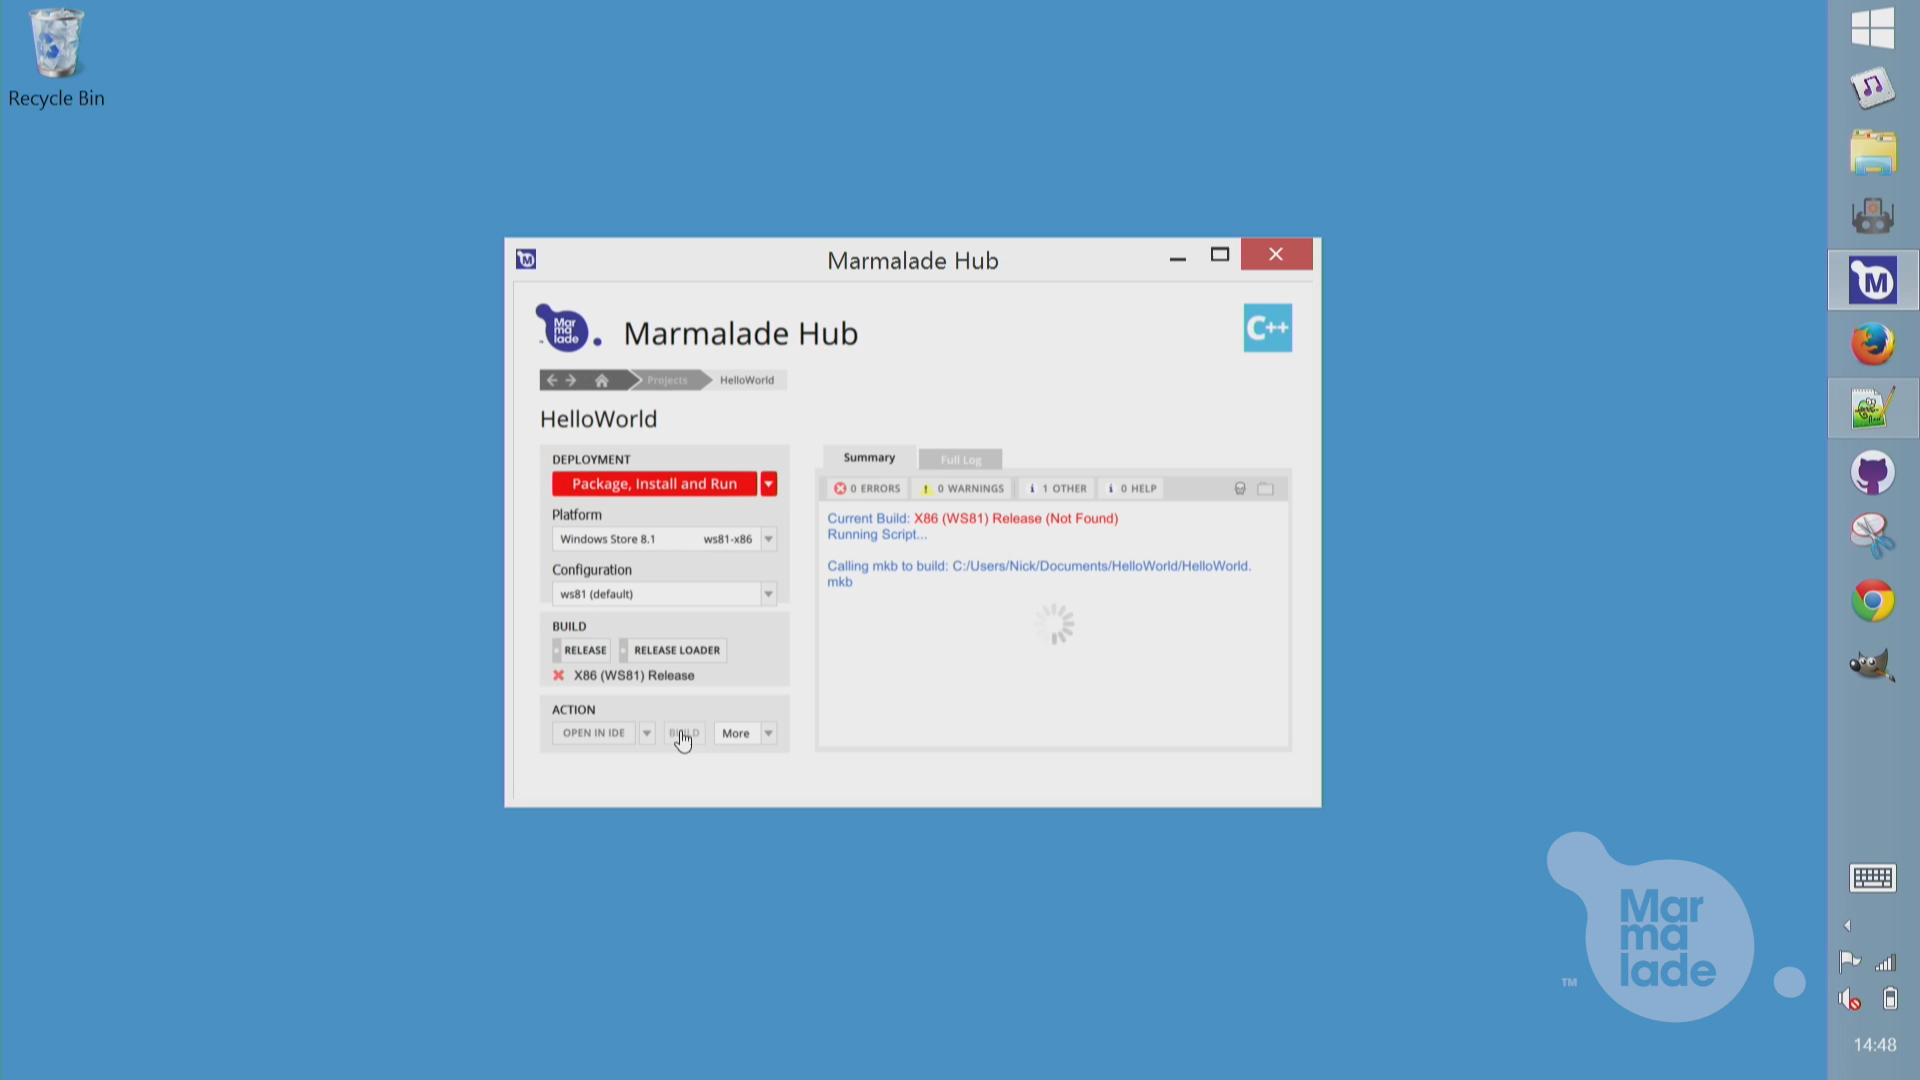 Recycle Bin
Marmalade Hub
Mar
ma
lade
Marmalade Hub
C++
Projects
HelloWorld
HelloWorld
DEPLOYMENT
Package, Install and Run
Platform
Windows Store 8.1 ws81-x86
Configuration
ws81 (default)
BUILD
RELEASE
RELEASE LOADER
X86 (WS81) Release
ACTION
OPEN IN IDE
BUILD
More
Summary
Full Log
0 ERRORS
0 WARNINGS
1 OTHER
0 HELP
Current Build: X86 (WS81) Release (Not Found)
Running Script...
Calling mkb to build: C:/Users/Nick/Documents/HelloWorld/HelloWorld.
mkb
M
Mar
ma
lade
TM
14:48